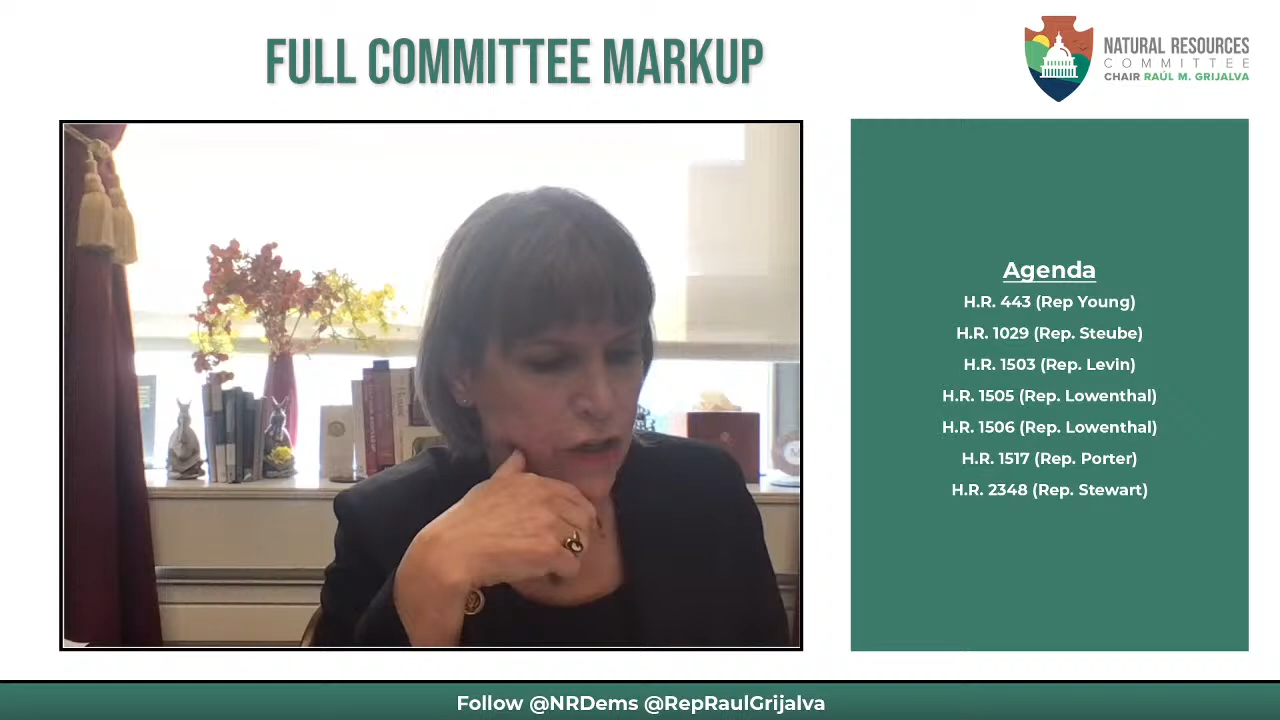 FULL COMMITTEE MARKUP
NATURAL RESOURCES
COMMITTEE
CHAIR RAÚL M. GRIJALVA
Agenda
H.R. 443 (Rep Young)
H.R. 1029 (Rep. Steube)
H.R. 1503 (Rep. Levin)
H.R. 1505 (Rep. Lowenthal)
H.R. 1506 (Rep. Lowenthal)
H.R. 1517 (Rep. Porter)
H.R. 2348 (Rep. Stewart)
Follow @NRDems @RepRaulGrijalva